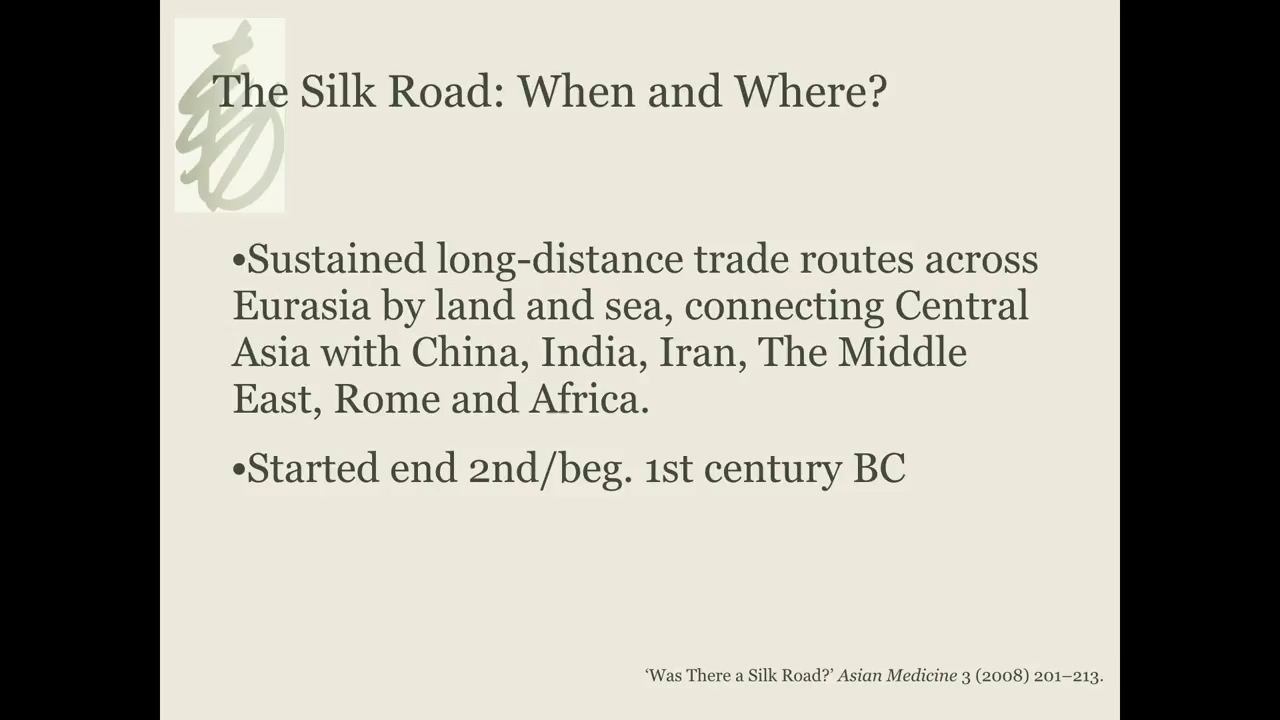 The Silk Road: When and Where?
•Sustained long-distance trade routes across
Eurasia by land and sea, connecting Central
Asia with China, India, Iran, The Middle
East, Rome and Africa.
•Started end 2nd/beg. 1st century BC
‘Was There a Silk Road?’ Asian Medicine 3 (2008) 201–213.